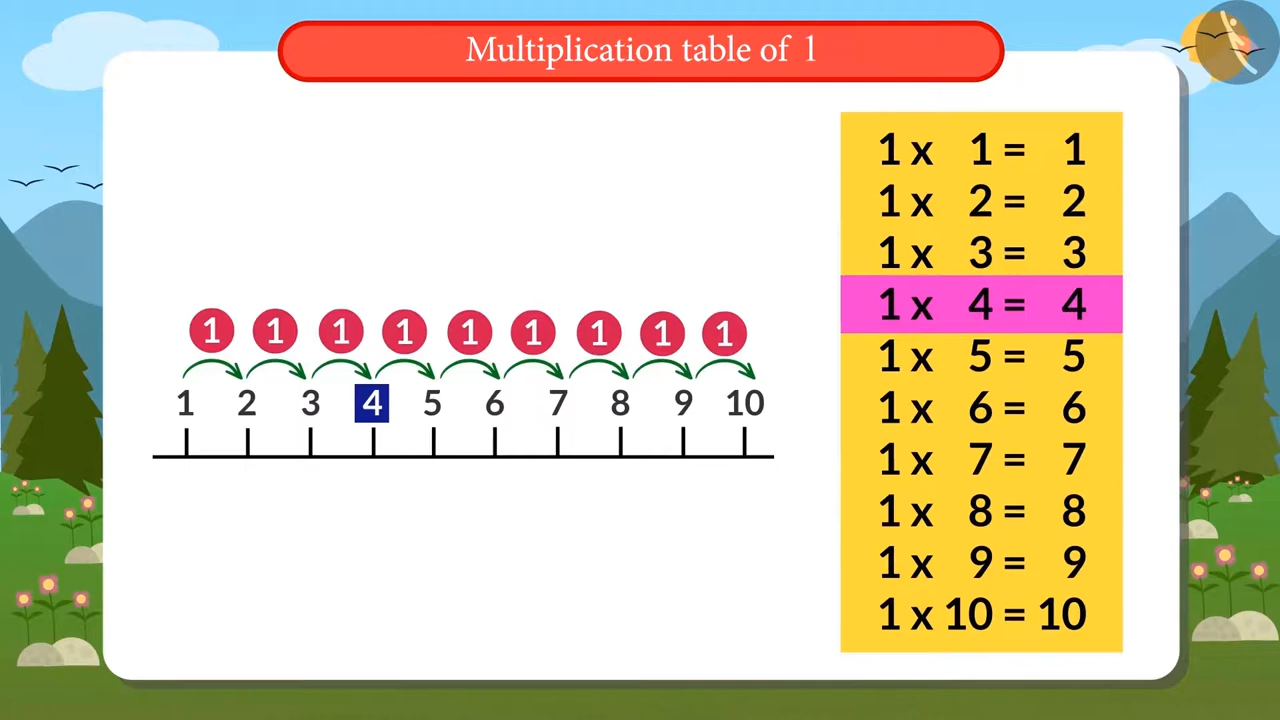 Multiplication table of 1
1 1 1 1 1 1 1 1 1
1 2 3 4 5 6 7 8 9 10
1 x 1 = 1
1 x 2 = 2
1 x 3 = 3
1 x 4 = 4
1 x 5 = 5
1 x 6 = 6
1 x 7 = 7
1 x 8 = 8
1 x 9 = 9
1 x 10 = 10